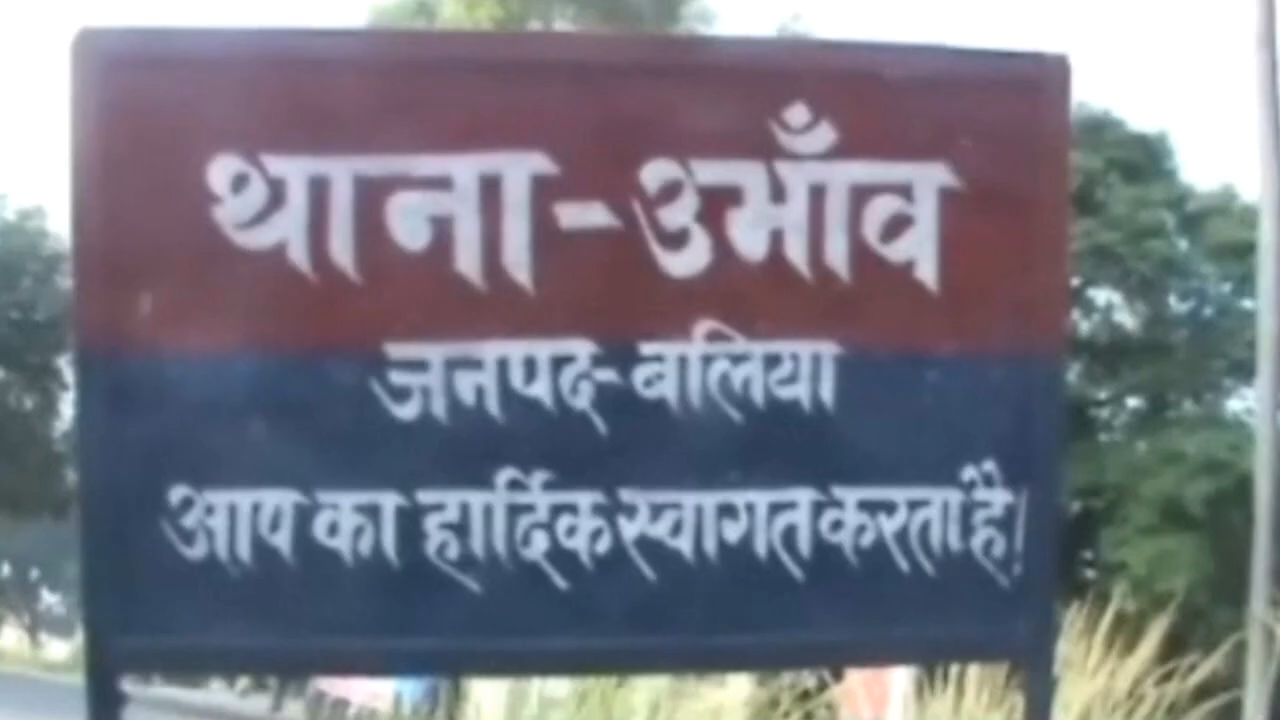 थाना-उभाँव
जनपद-बलिया
आप का हार्दिक स्वागत करता है।